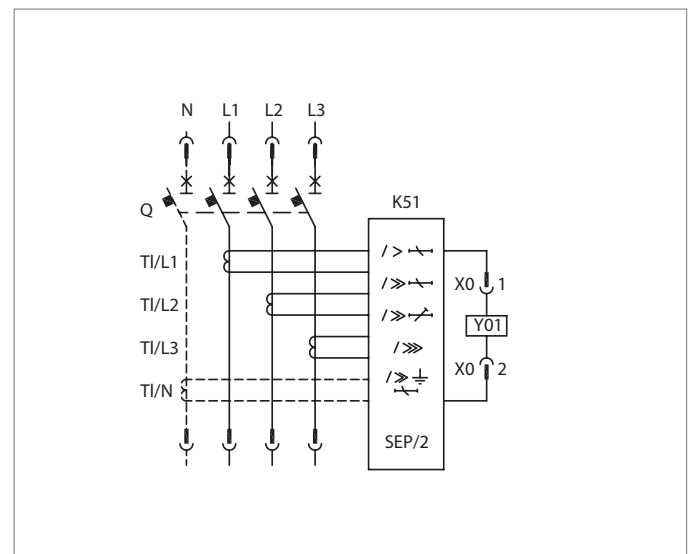 N L1 L2 L3
K51
Q
TI/L1
X0 1
TI/L2
Y01
TI/L3
X0 2
TI/N
SEP/2